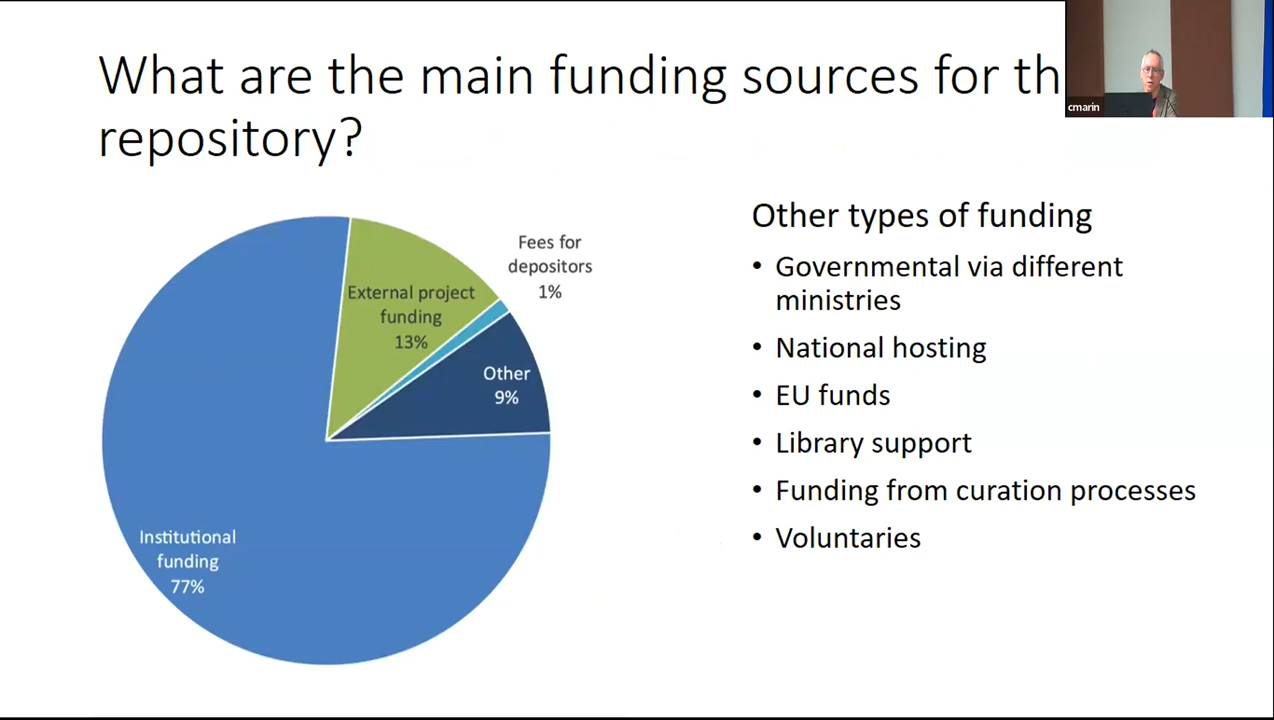 What are the main funding sources for th
repository?
cmarin
Fees for
depositors
1%
External project
funding
13%
Other
9%
Institutional
funding
77%
Other types of funding
• Governmental via different
ministries
• National hosting
• EU funds
• Library support
• Funding from curation processes
• Voluntaries